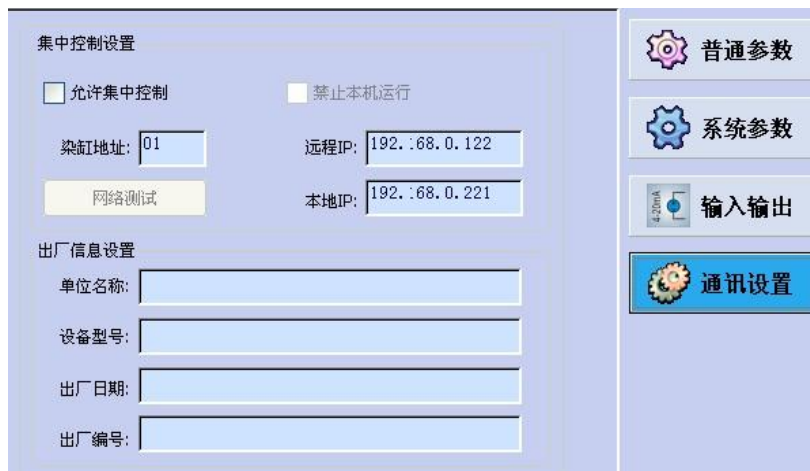 集中控制设置
允许集中控制
禁止本机运行
染缸地址: 01
远程IP: 192.168.0.122
网络测试
本地IP: 192.168.0.221
出厂信息设置
单位名称:
设备型号:
出厂日期:
出厂编号:
普通参数
系统参数
4-20mA
输入输出
通讯设置